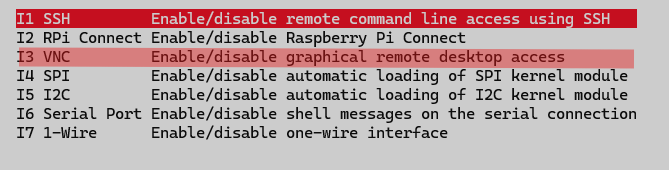 I1 SSH Enable/disable remote command line access using SSH
I2 RPi Connect Enable/disable Raspberry Pi Connect
I3 VNC Enable/disable graphical remote desktop access
I4 SPI Enable/disable automatic loading of SPI kernel module
I5 I2C Enable/disable automatic loading of I2C kernel module
I6 Serial Port Enable/disable shell messages on the serial connection
I7 1-Wire Enable/disable one-wire interface